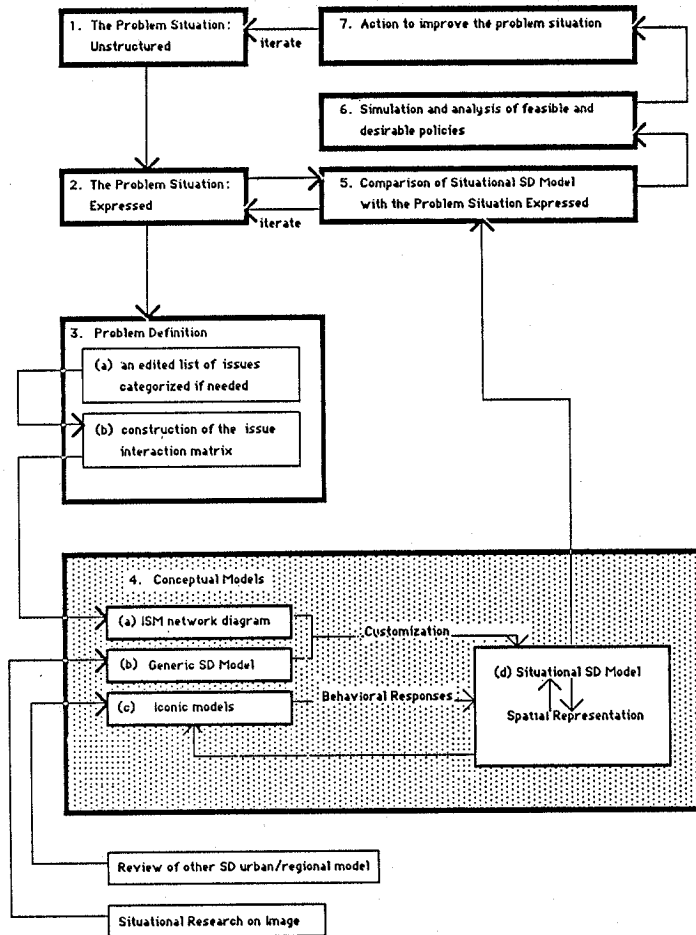 1. The Problem Situation:
Unstructured
iterate
7. Action to improve the problem situation
6. Simulation and analysis of feasible and
desirable policies
2. The Problem Situation:
Expressed
iterate
5. Comparison of Situational SD Model
with the Problem Situation Expressed
3. Problem Definition
(a) an edited list of issues
categorized if needed
(b) construction of the issue
interaction matrix
4. Conceptual Models
(a) ISM network diagram
Customization
(b) Generic SD Model
(c) Iconic models
Behavioral Responses
(d) Situational SD Model
Spatial Representation
Review of other SD urban/regional model
Situational Research on Image